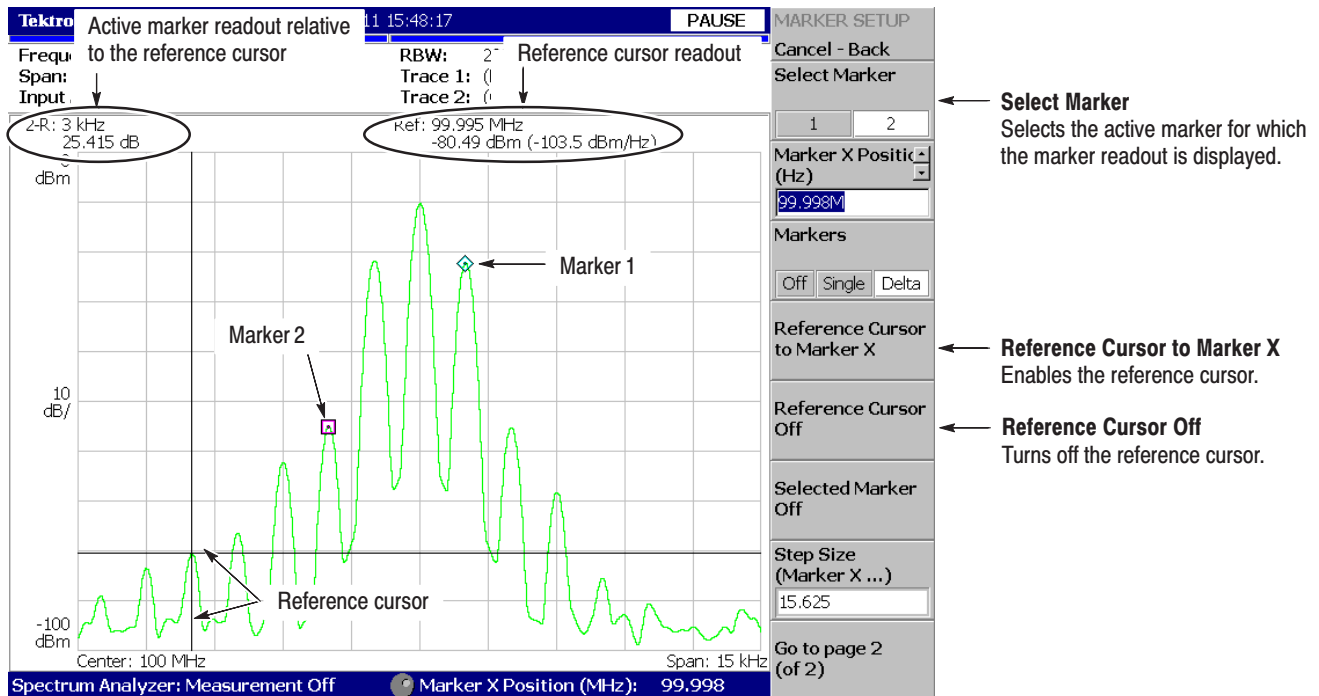 Tektro
11 15:48:17
PAUSE
Active marker readout relative
to the reference cursor
Reference cursor readout
Frequ
Span:
Input
RBW: 2
Trace 1:
Trace 2:
2-R: 3 kHz
25.415 dB
Ref: 99.995 MHz
-80.49 dBm (-103.5 dBm/Hz)
dBm
10
dB/
-100
dBm
Marker 1
Marker 2
Reference cursor
Center: 100 MHz
Span: 15 kHz
Spectrum Analyzer: Measurement Off
Marker X Position (MHz): 99.998
MARKER SETUP
Cancel - Back
Select Marker
1 2
Marker X Positic
(Hz)
99.998M
Markers
Off Single Delta
Reference Cursor
to Marker X
Reference Cursor
Off
Selected Marker
Off
Step Size
(Marker X ...)
15.625
Go to page 2
(of 2)
Select Marker
Selects the active marker for which
the marker readout is displayed.
Reference Cursor to Marker X
Enables the reference cursor.
Reference Cursor Off
Turns off the reference cursor.